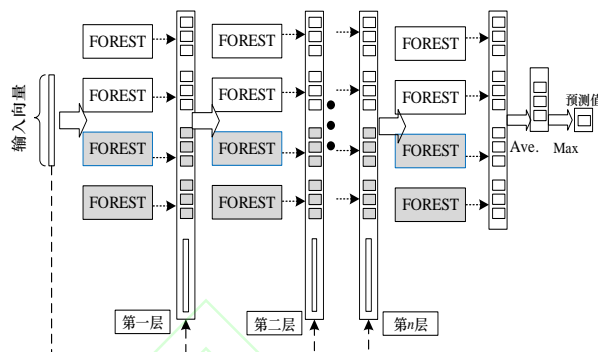 输入向量
FOREST
FOREST
FOREST
FOREST
FOREST
FOREST
FOREST
FOREST
FOREST
FOREST
FOREST
FOREST
预测值
Ave.
Max
第一层
第二层
第n层